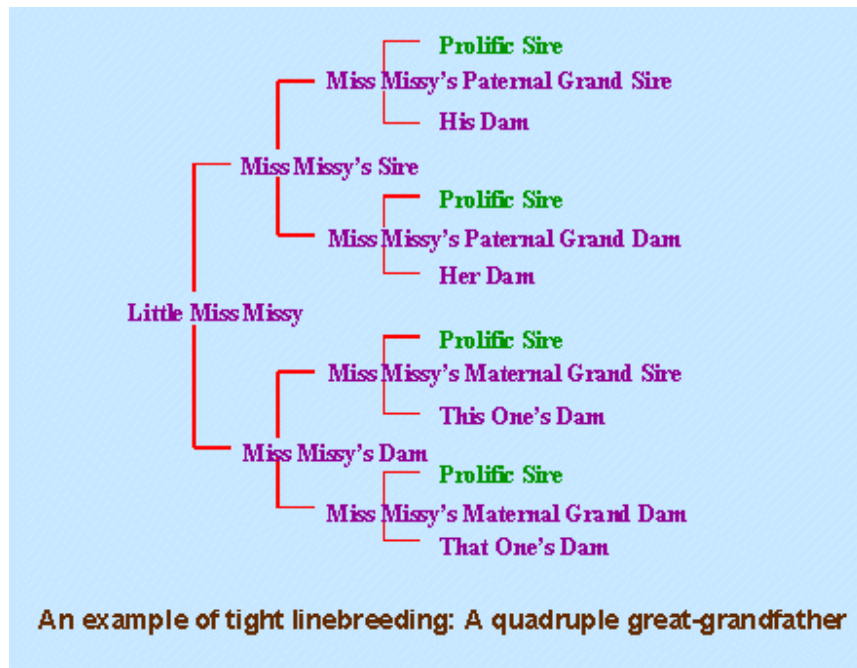 Prolific Sire
Miss Missy's Paternal Grand Sire
His Dam
Miss Missy's Sire
Prolific Sire
Miss Missy's Paternal Grand Dam
Her Dam
Little Miss Missy
Prolific Sire
Miss Missy's Maternal Grand Sire
This One's Dam
Miss Missy's Dam
Prolific Sire
Miss Missy's Maternal Grand Dam
That One's Dam
An example of tight linebreeding: A quadruple great-grandfather